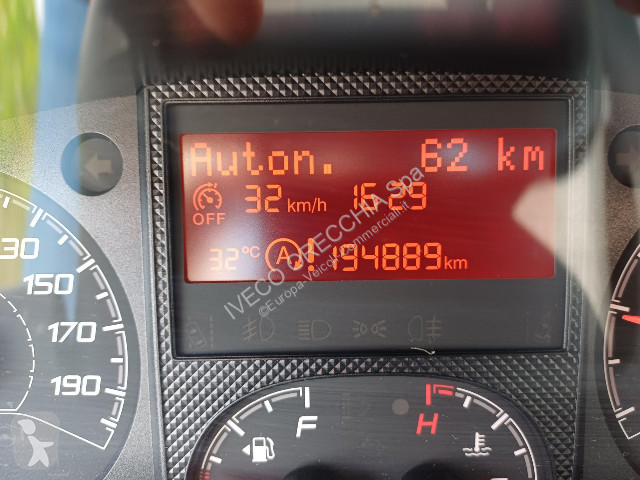 Auton. 62 km
32 km/h 16:29
OFF
32°C A ! 194889 km
130
150
170
190
F
H
IVECO ORECCHIA Spa
©Europa-Veicoli-Commerciali.it